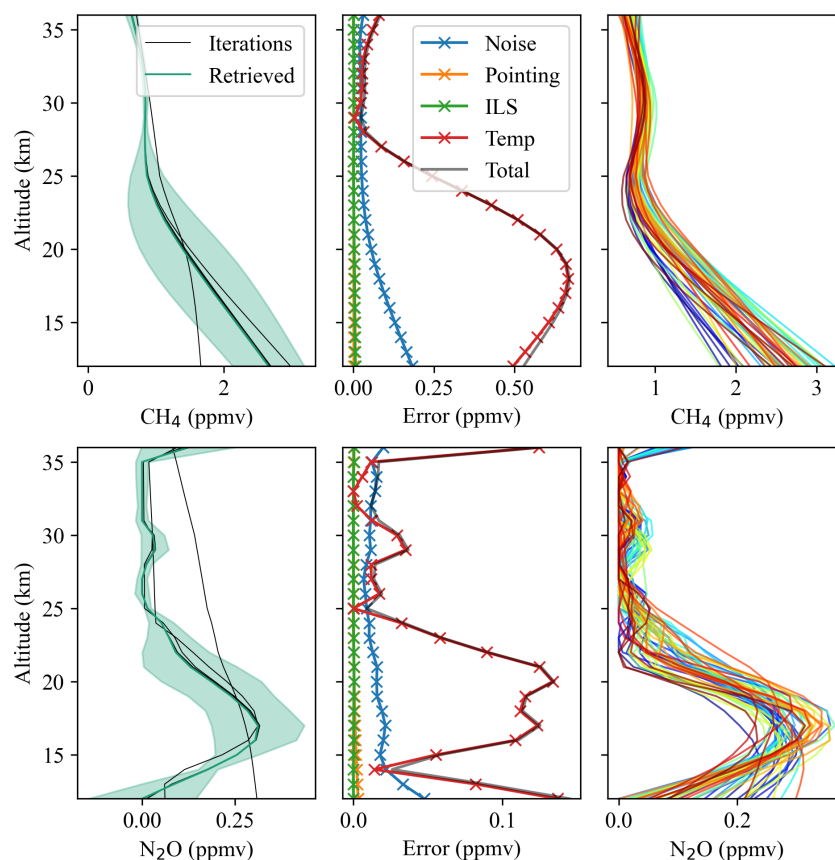 35
30
25
20
15
Altitude (km)
0
2
CH₄ (ppmv)
Iterations
Retrieved
0.00
0.25
0.50
Error (ppmv)
Noise
Pointing
ILS
Temp
Total
1
2
3
CH₄ (ppmv)
35
30
25
20
15
Altitude (km)
0.00
0.25
N₂O (ppmv)
0.0
0.1
Error (ppmv)
0.0
0.2
N₂O (ppmv)